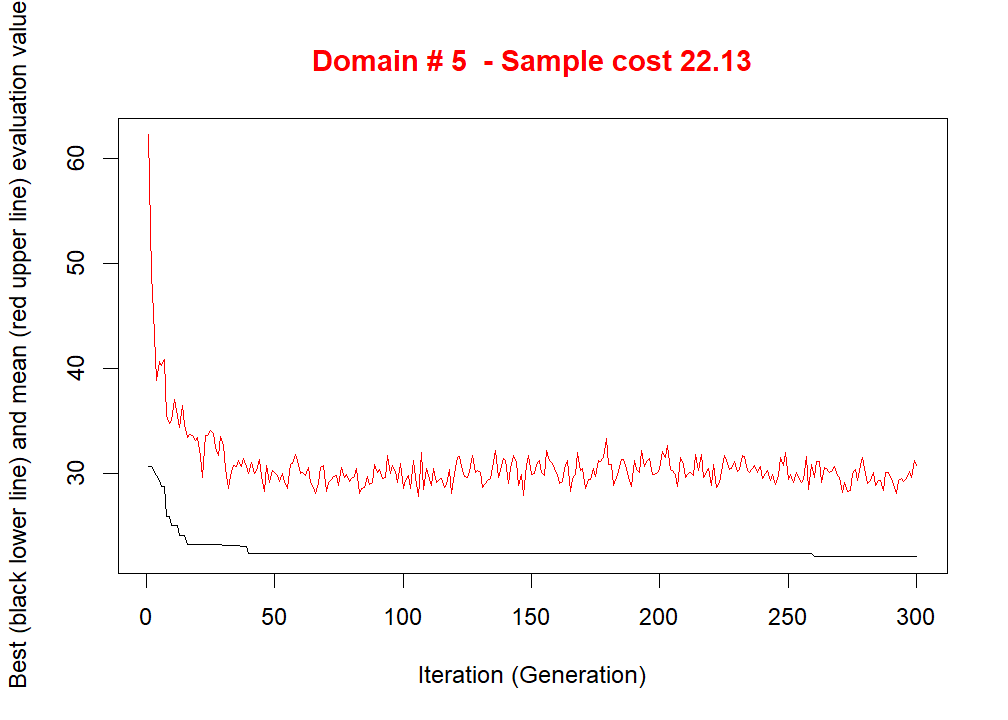 Domain # 5  - Sample cost 22.13
Best (black lower line) and mean (red upper line) evaluation value
60
50
40
30
0 50 100 150 200 250 300
Iteration (Generation)